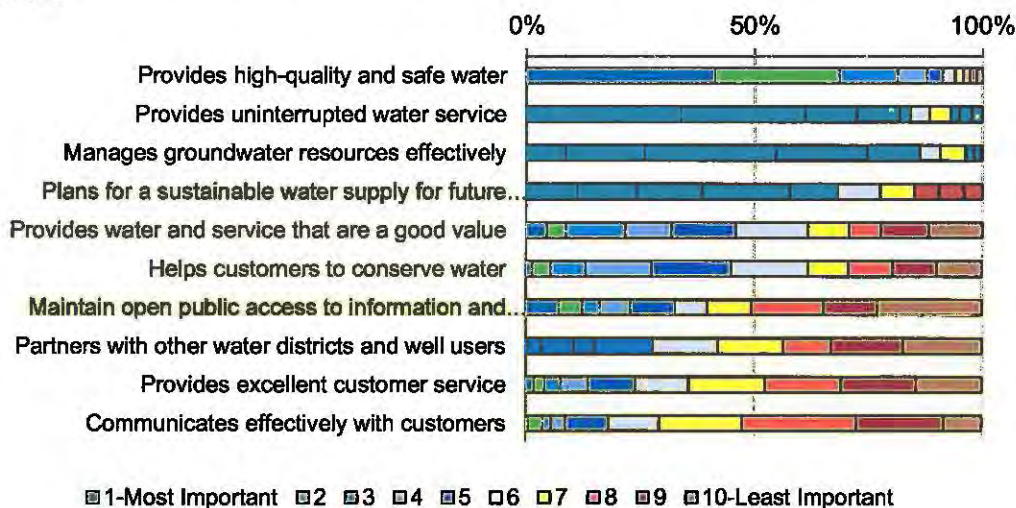 0% 50% 100%
Provides high-quality and safe water
Provides uninterrupted water service
Manages groundwater resources effectively
Plans for a sustainable water supply for future...
Provides water and service that are a good value
Helps customers to conserve water
Maintain open public access to information and...
Partners with other water districts and well users
Provides excellent customer service
Communicates effectively with customers
1-Most Important 2 3 4 5 6 7 8 9 10-Least Important